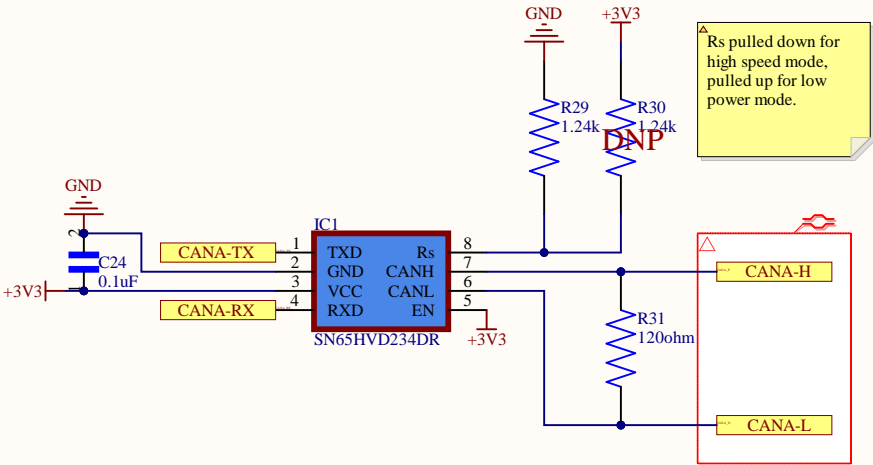 GND
+3V3
Rs pulled down for
high speed mode,
pulled up for low
power mode.
R29
1.24k
R30
1.24k
DNP
GND
2
C24
0.1uF
1
+3V3
CANA-TX
CANA-RX
IC1
1
2
3
4
TXD
GND
VCC
RXD
Rs
CANH
CANL
EN
8
7
6
5
SN65HVD234DR
+3V3
R31
120ohm
CANA-H
CANA-L